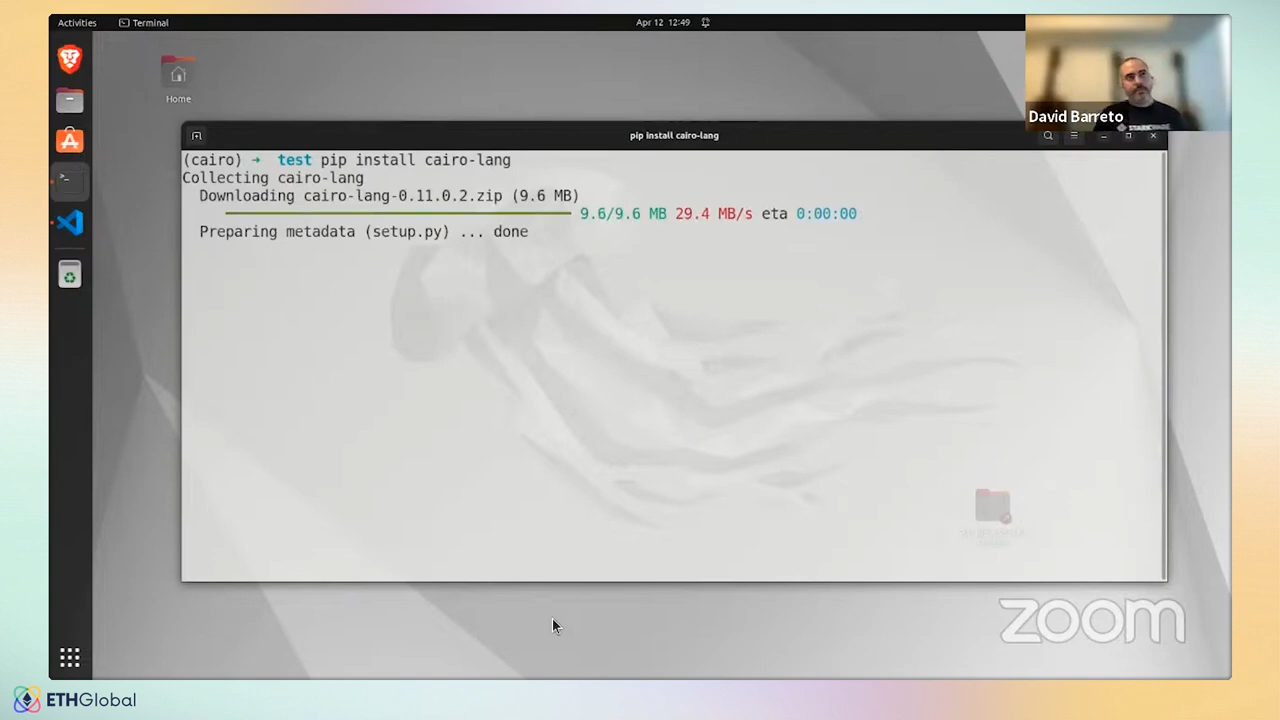 Activities
Terminal
Apr 12 12:49
Home
David Barreto
STARKWARE
pip install cairo-lang
(cairo) → test pip install cairo-lang
Collecting cairo-lang
Downloading cairo-lang-0.11.0.2.zip (9.6 MB)
9.6/9.6 MB 29.4 MB/s eta 0:00:00
Preparing metadata (setup.py) ... done
zoom
ETHGlobal